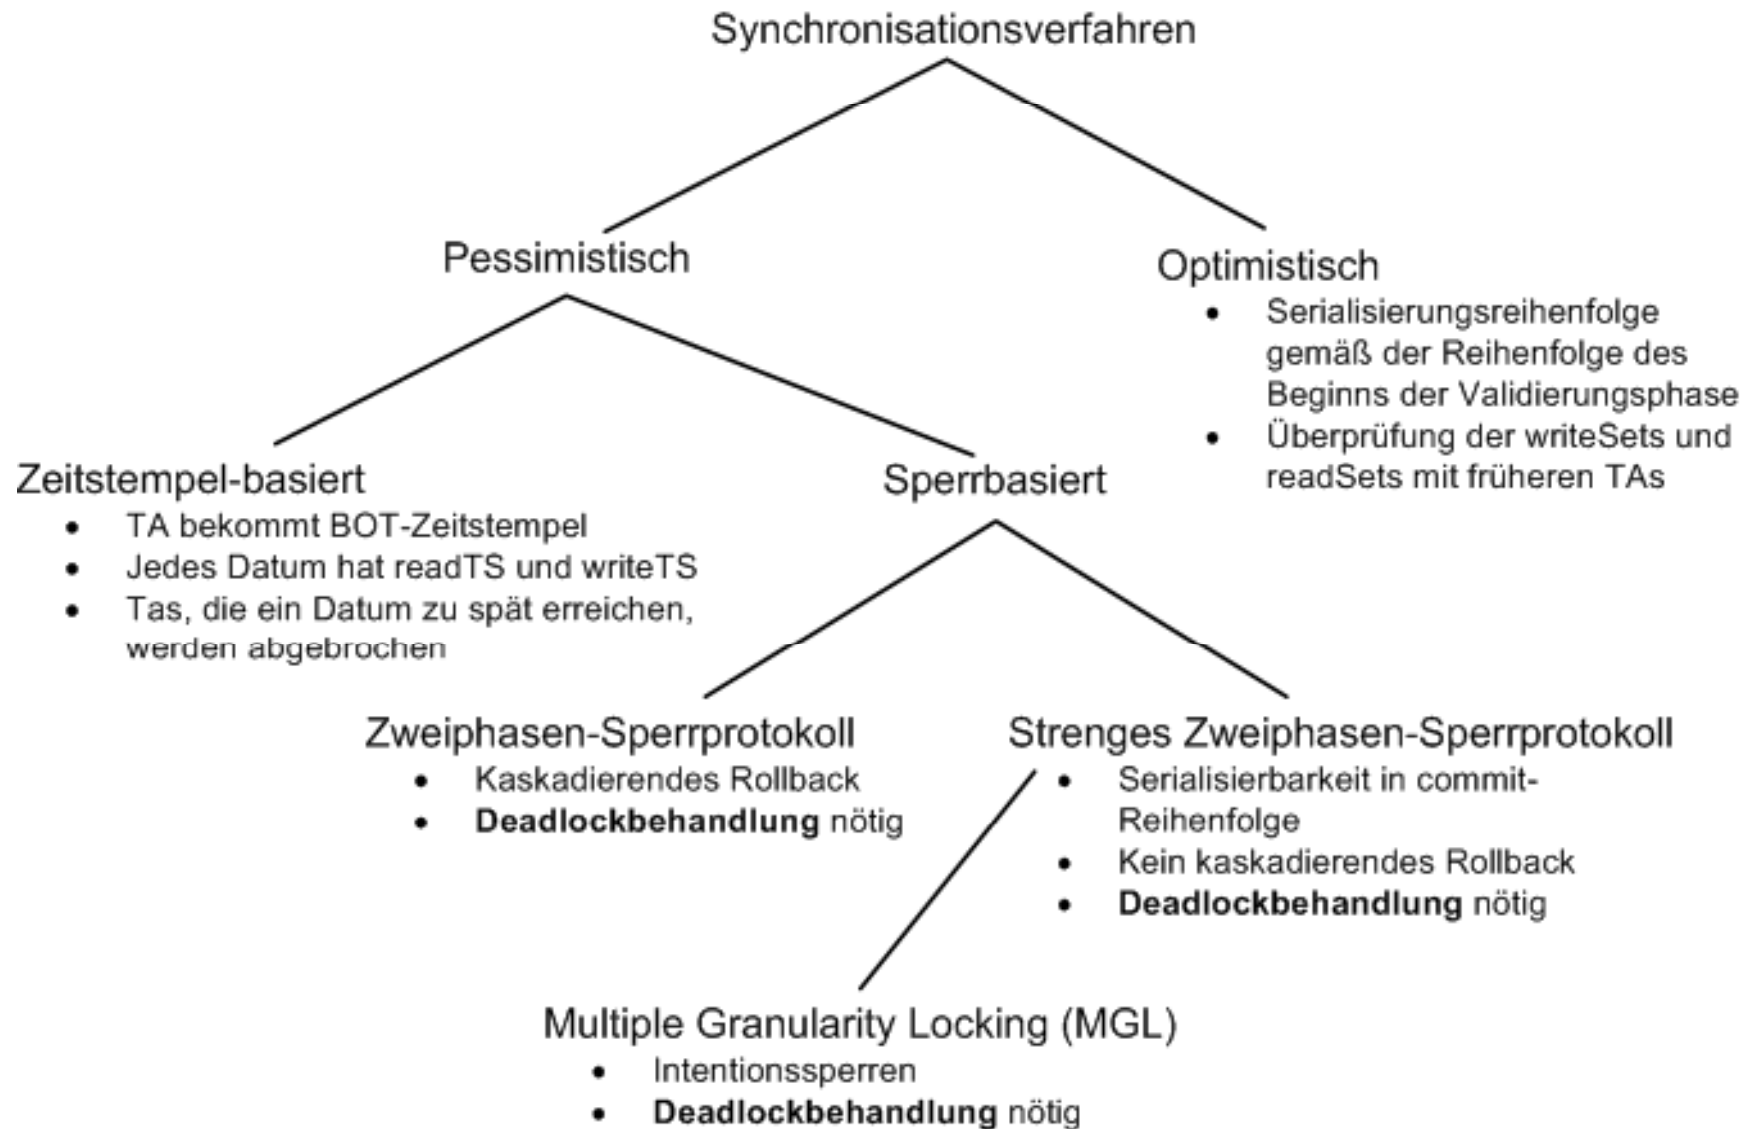 Synchronisationsverfahren
Pessimistisch
Optimistisch
• Serialisierungsreihenfolge
gemäß der Reihenfolge des
Beginns der Validierungsphase
• Überprüfung der writeSets und
readSets mit früheren TAs
Zeitstempel-basiert
• TA bekommt BOT-Zeitstempel
• Jedes Datum hat readTS und writeTS
• Tas, die ein Datum zu spät erreichen,
werden abgebrochen
Sperrbasiert
Zweiphasen-Sperrprotokoll
• Kaskadierendes Rollback
• Deadlockbehandlung nötig
Strenges Zweiphasen-Sperrprotokoll
• Serialisierbarkeit in commit-
Reihenfolge
• Kein kaskadierendes Rollback
• Deadlockbehandlung nötig
Multiple Granularity Locking (MGL)
• Intentionssperren
• Deadlockbehandlung nötig